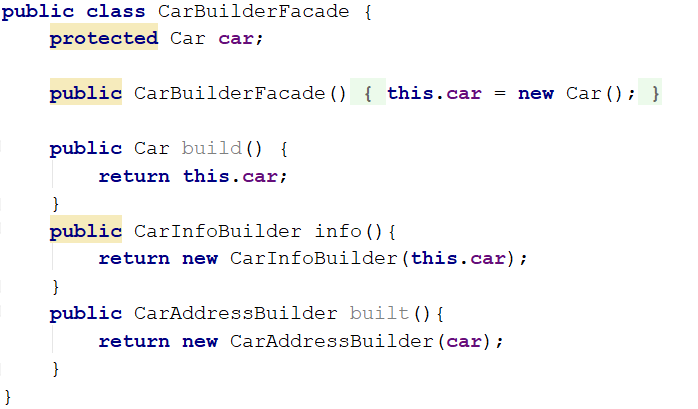 public class CarBuilderFacade {
    protected Car car;
    public CarBuilderFacade() { this.car = new Car(); }
    public Car build() {
        return this.car;
    }
    public CarInfoBuilder info(){
        return new CarInfoBuilder(this.car);
    }
    public CarAddressBuilder built(){
        return new CarAddressBuilder(car);
    }
}